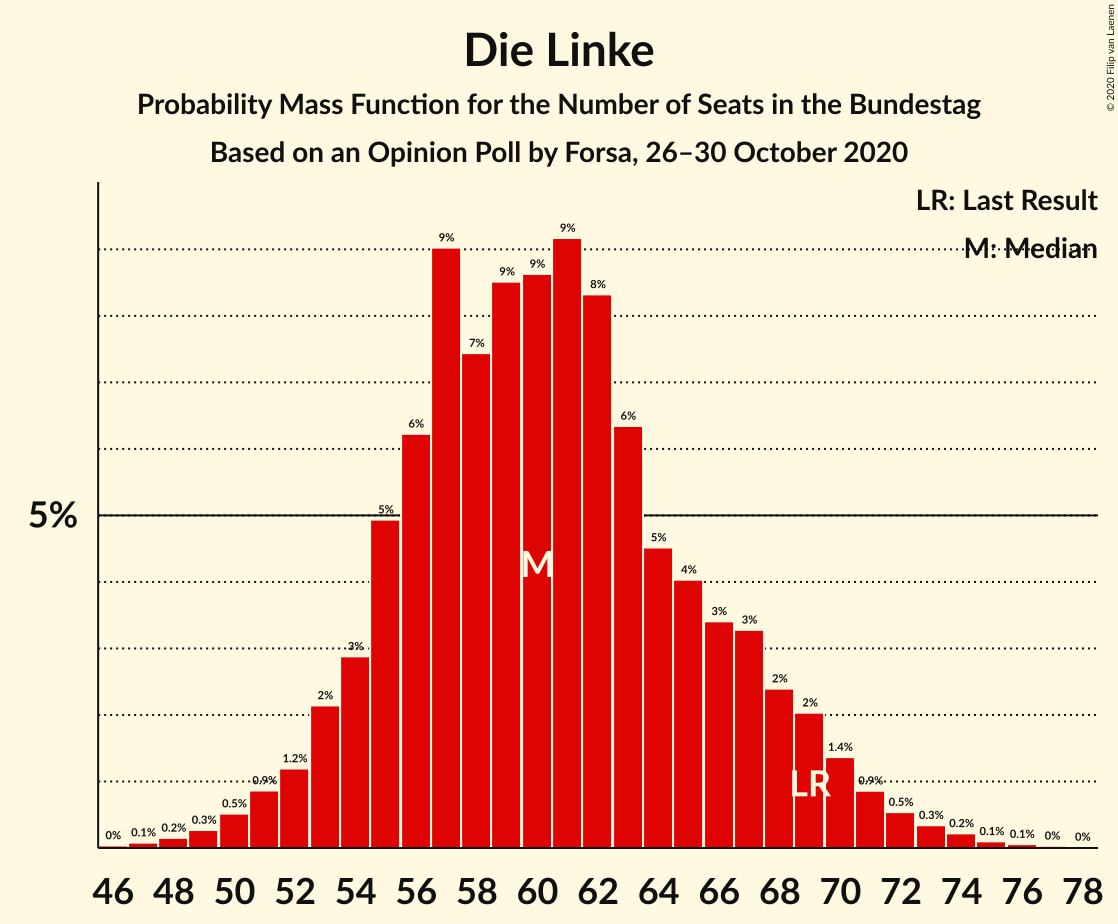 Die Linke
Probability Mass Function for the Number of Seats in the Bundestag
Based on an Opinion Poll by Forsa, 26–30 October 2020
© 2020 Filip van Laenen
LR: Last Result
M: Median
5%
0% 0.1% 0.2% 0.3% 0.5% 0.9% 1.2% 2% 3% 5% 6% 9% 7% 9% 9% 9% 8% 6% 5% 4% 3% 3% 2% 2% 1.4% 0.9% 0.5% 0.3% 0.2% 0.1% 0.1% 0% 0%
M
LR
46 48 50 52 54 56 58 60 62 64 66 68 70 72 74 76 78